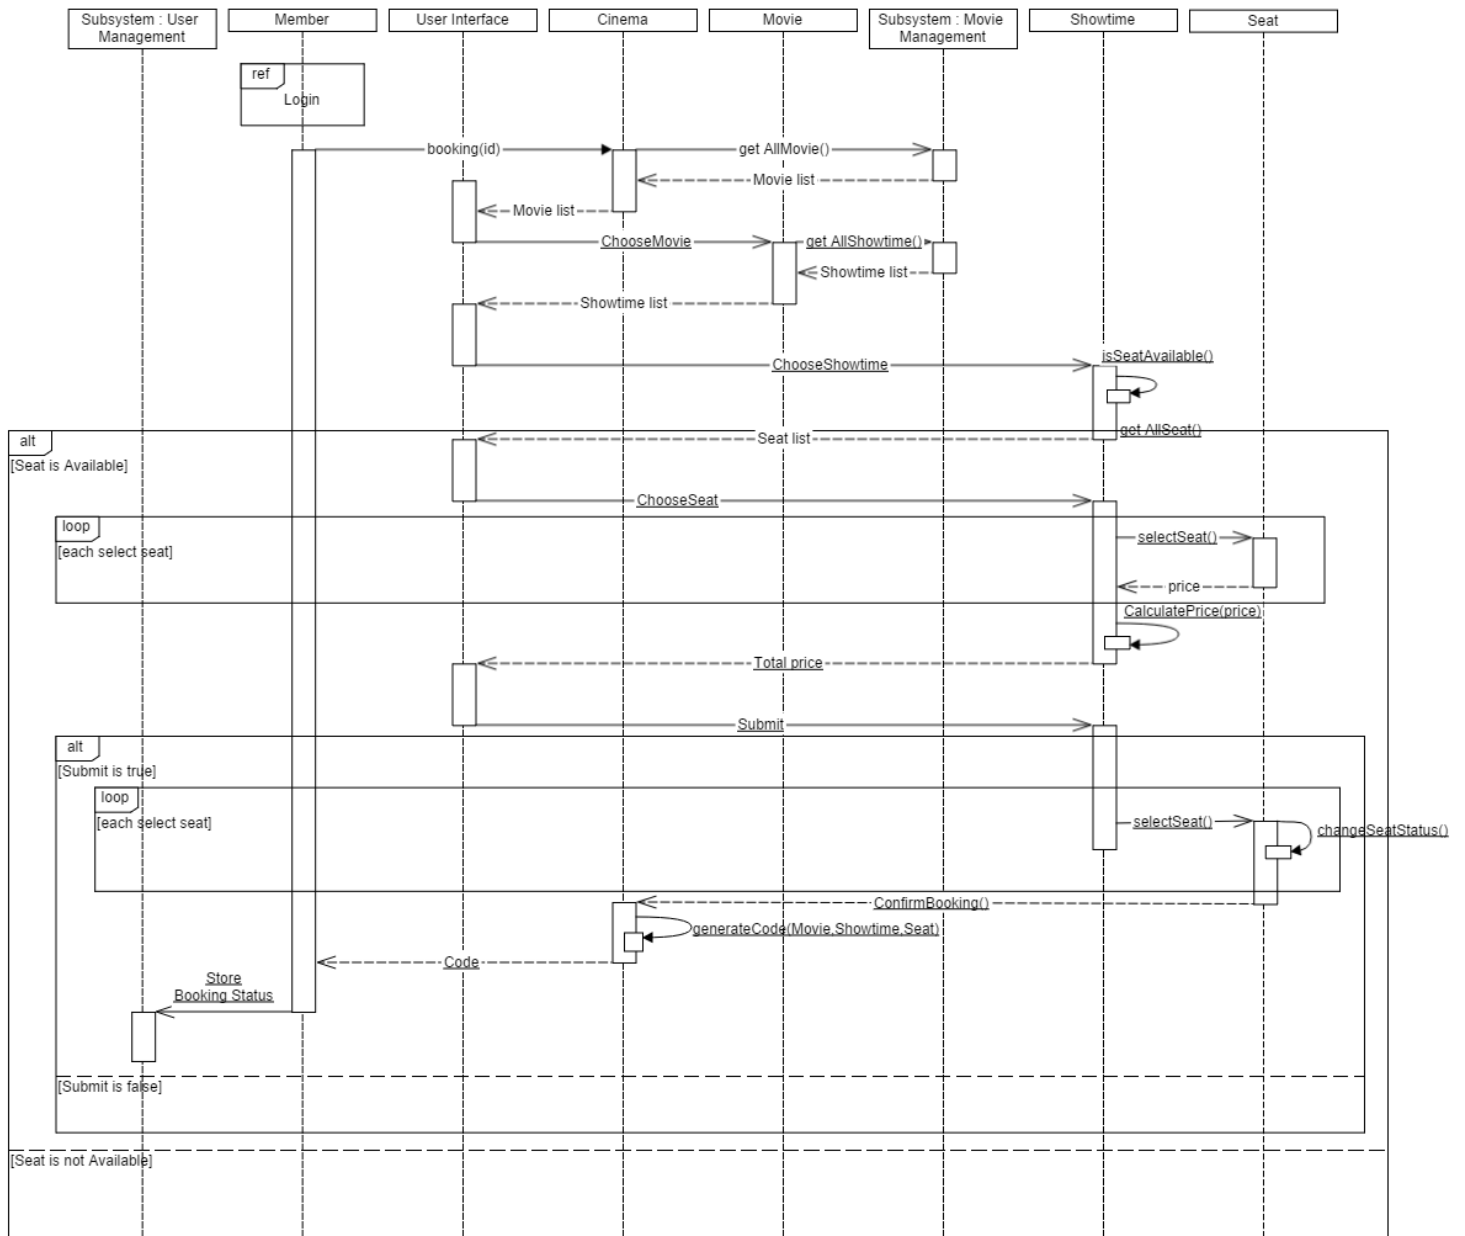 Subsystem : User
Management
Member
User Interface
Cinema
Movie
Subsystem : Movie
Management
Showtime
Seat
ref
Login
booking(id)
get AllMovie()
Movie list
Movie list
ChooseMovie
get AllShowtime()
Showtime list
Showtime list
isSeatAvailable()
ChooseShowtime
get AllSeat()
alt
Seat list
[Seat is Available]
ChooseSeat
loop
selectSeat()
[each select seat]
price
CalculatePrice(price)
Total price
Submit
alt
[Submit is true]
loop
[each select seat]
selectSeat()
changeSeatStatus()
ConfirmBooking()
generateCode(Movie,Showtime,Seat)
Code
Store
Booking Status
[Submit is false]
[Seat is not Available]